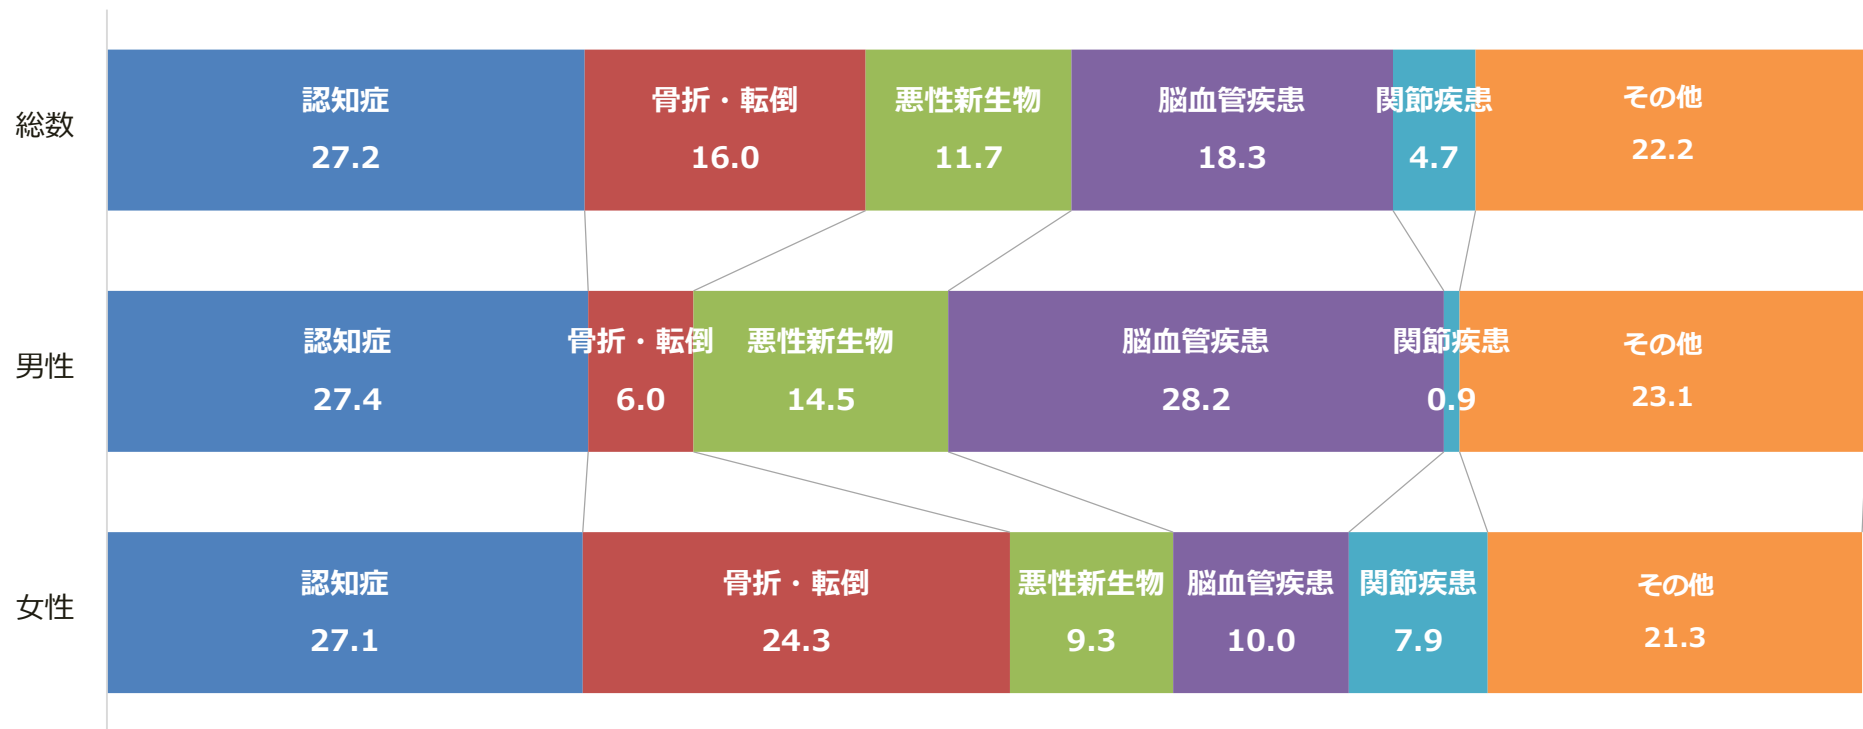 総数
認知症 骨折・転倒 悪性新生物 脳血管疾患 関節疾患 その他
27.2 16.0 11.7 18.3 4.7 22.2
男性
認知症 骨折・転倒 悪性新生物 脳血管疾患 関節疾患 その他
27.4 6.0 14.5 28.2 0.9 23.1
女性
認知症 骨折・転倒 悪性新生物 脳血管疾患 関節疾患 その他
27.1 24.3 9.3 10.0 7.9 21.3